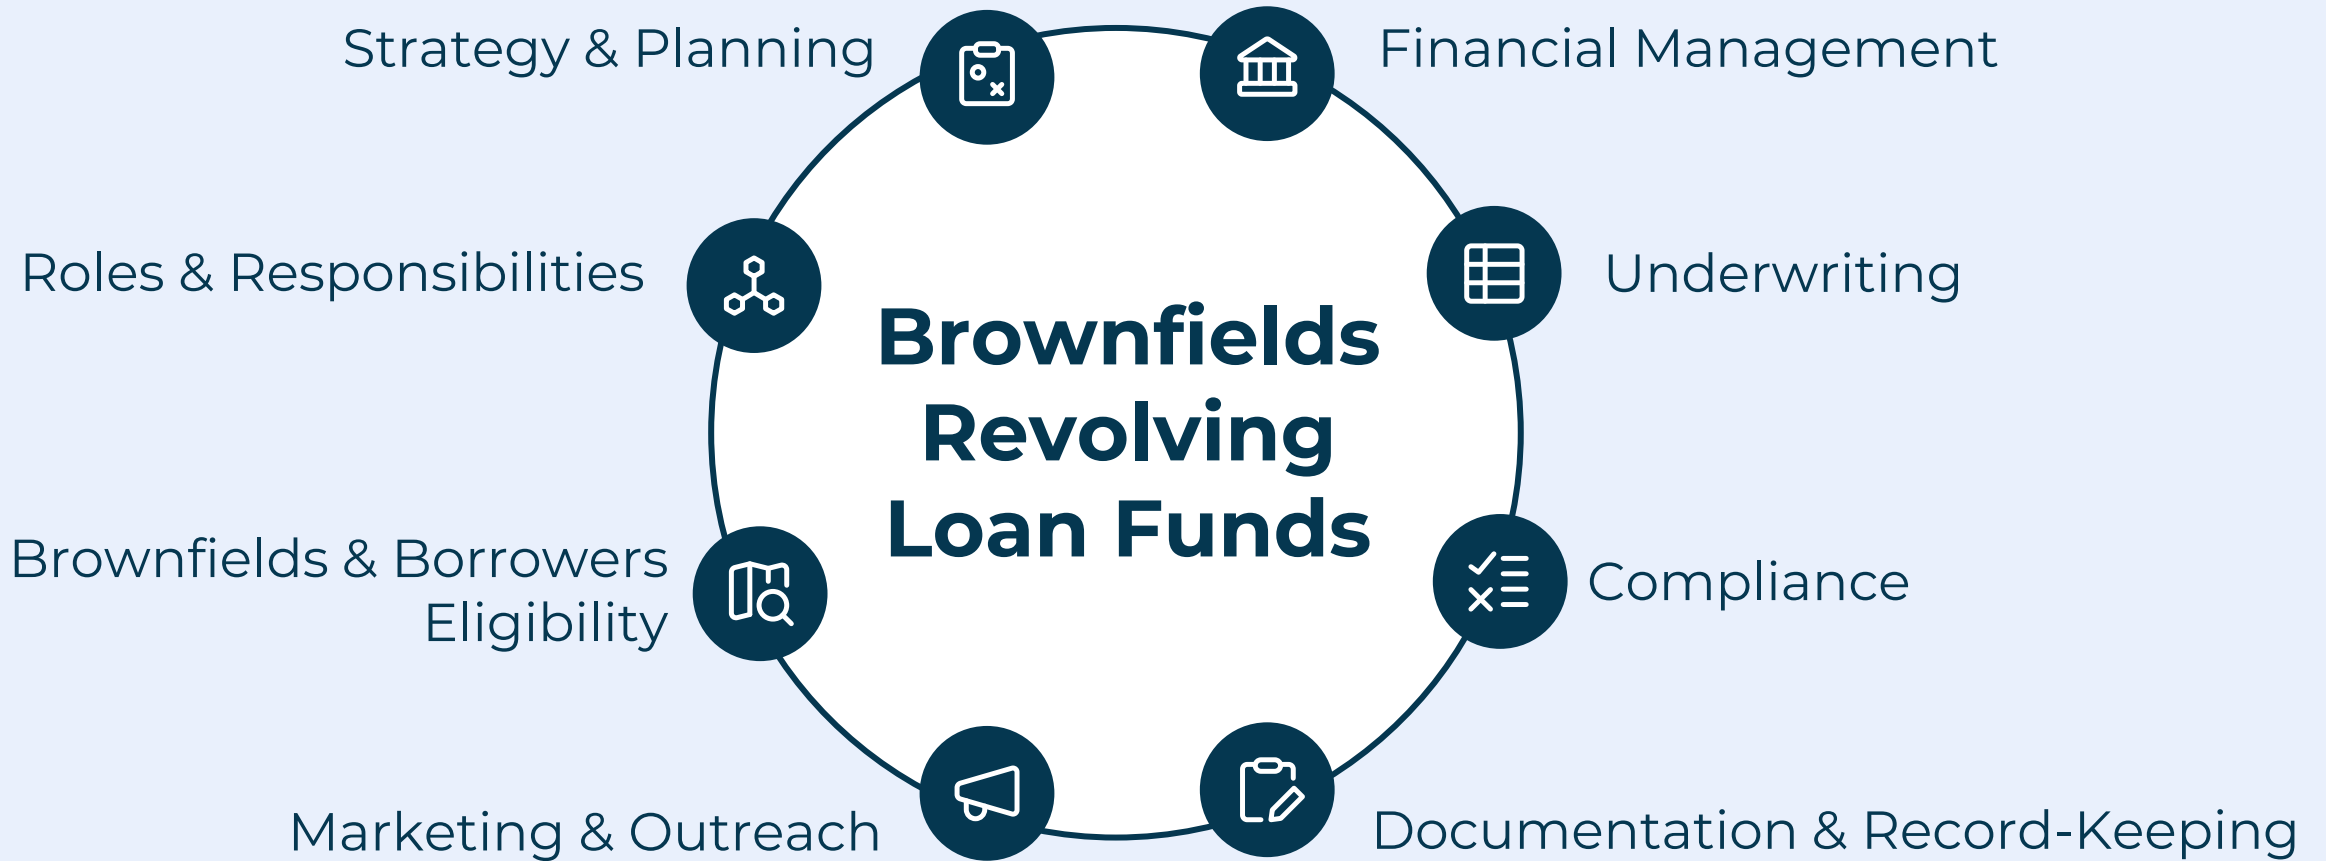 Strategy & Planning
Financial Management
Roles & Responsibilities
Underwriting
Brownfields
Revolving
Loan Funds
Brownfields & Borrowers
Eligibility
Compliance
Marketing & Outreach
Documentation & Record-Keeping